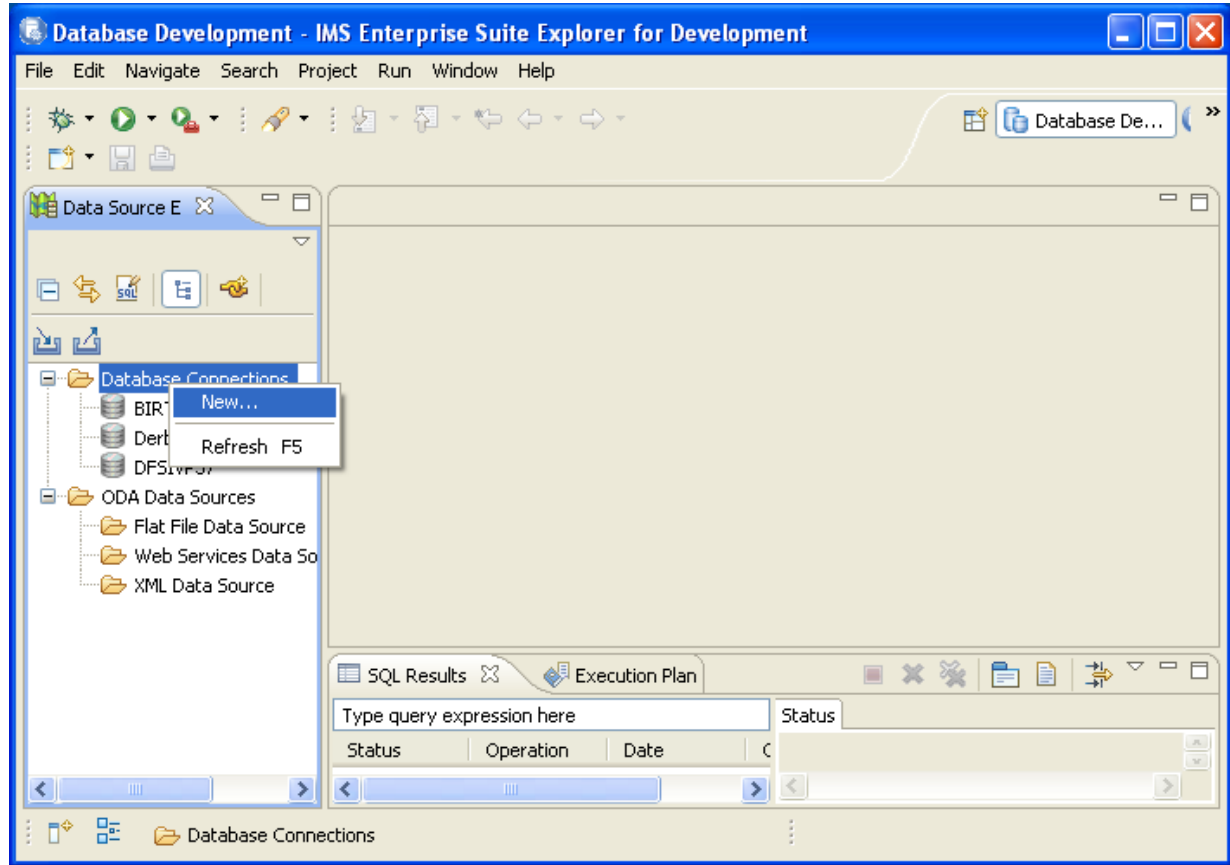 Database Development - IMS Enterprise Suite Explorer for Development
File Edit Navigate Search Project Run Window Help
Database De...
Data Source E
SQL
Database Connections
New...
BIRT
Refresh F5
ODA Data Sources
Flat File Data Source
Web Services Data So
XML Data Source
SQL Results Execution Plan
Type query expression here Status
Status Operation Date
Database Connections